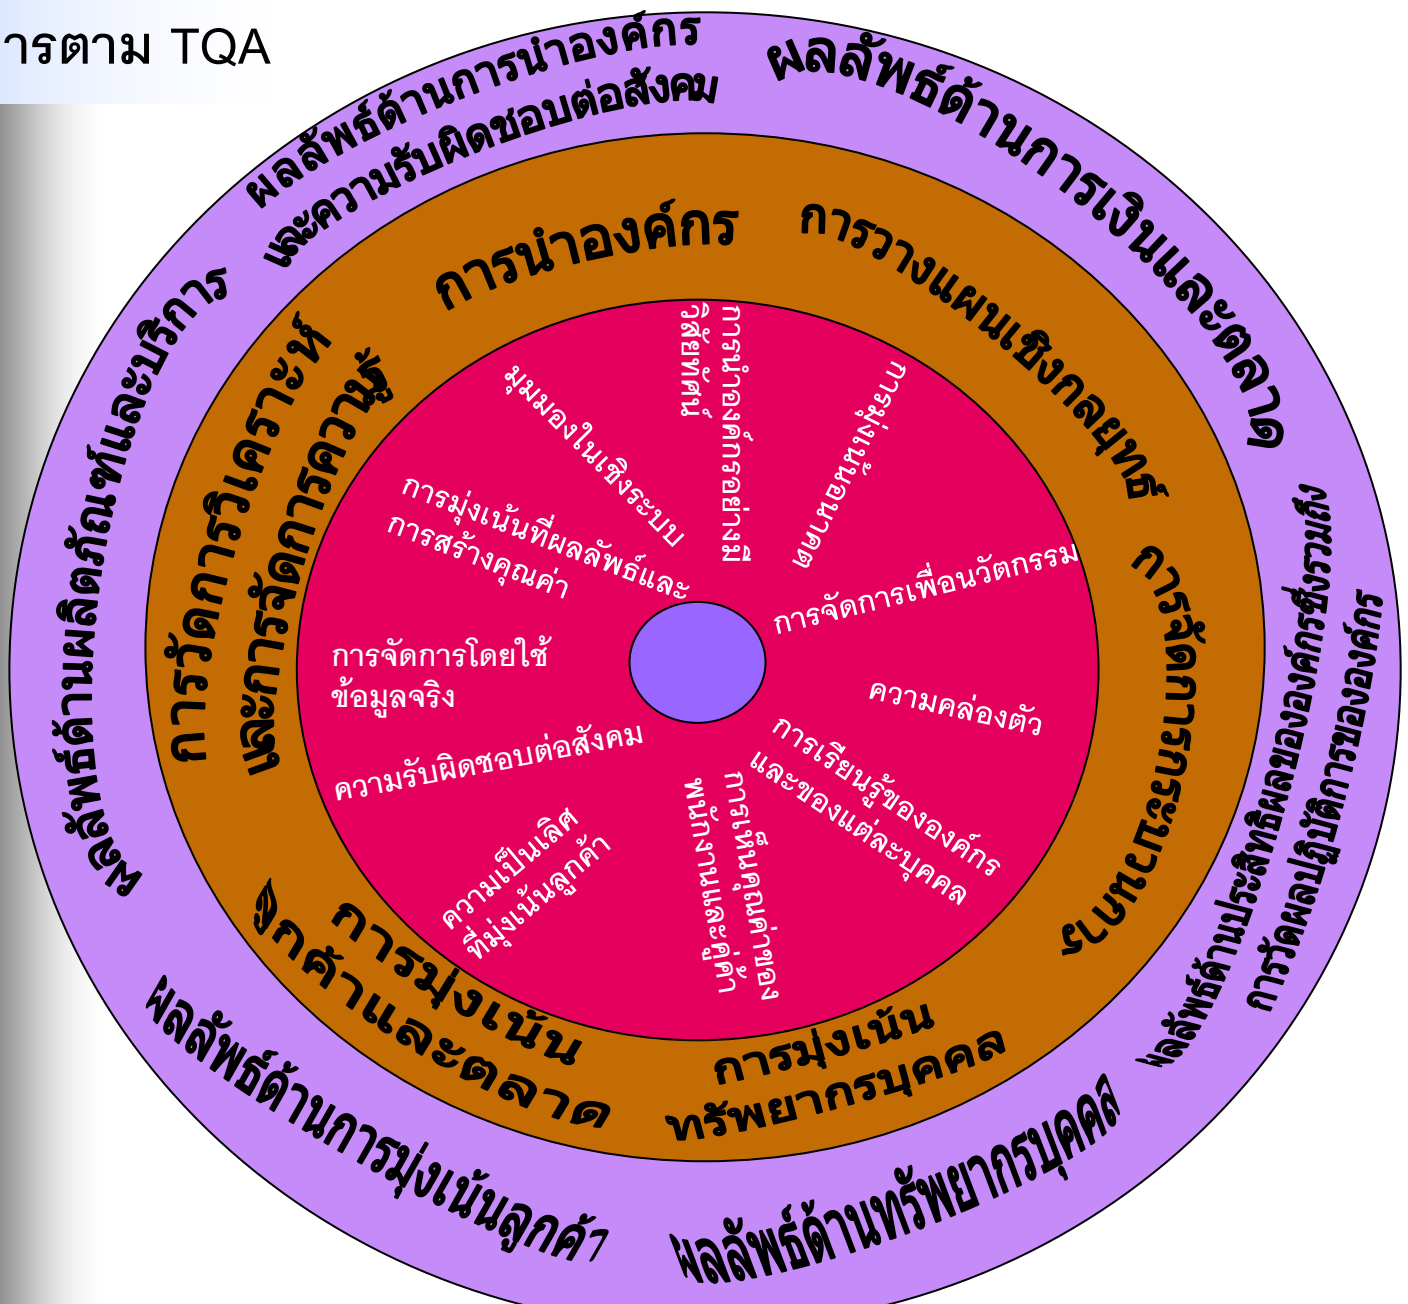 ารตาม TQA
ผลลัพธ์ด้านการนำองค์กร
และความรับผิดชอบต่อสังคม
ผลลัพธ์ด้านการเงินและตลาด
ผลลัพธ์ด้านประสิทธิผลขององค์กรซึ่งรวมถึง
การวัดผลปฏิบัติการขององค์กร
ผลลัพธ์ด้านทรัพยากรบุคคล
ผลลัพธ์ด้านการมุ่งเน้นลูกค้า
ผลลัพธ์ด้านผลิตภัณฑ์และบริการ
การนำองค์กร
การวางแผนเชิงกลยุทธ์
การจัดการกระบวนการ
การมุ่งเน้น
ทรัพยากรบุคคล
การมุ่งเน้น
ลูกค้าและตลาด
การวัดการวิเคราะห์
และการจัดการความรู้
การนำองค์กรอย่างมี
วิสัยทัศน์
การมุ่งเน้นอนาคต
การจัดการเพื่อนวัตกรรม
ความคล่องตัว
การเรียนรู้ขององค์กร
และของแต่ละบุคคล
การเห็นคุณค่าของ
พนักงานและคู่ค้า
ความเป็นเลิศ
ที่มุ่งเน้นลูกค้า
ความรับผิดชอบต่อสังคม
การจัดการโดยใช้
ข้อมูลจริง
การมุ่งเน้นที่ผลลัพธ์และ
การสร้างคุณค่า
มุมมองในเชิงระบบ